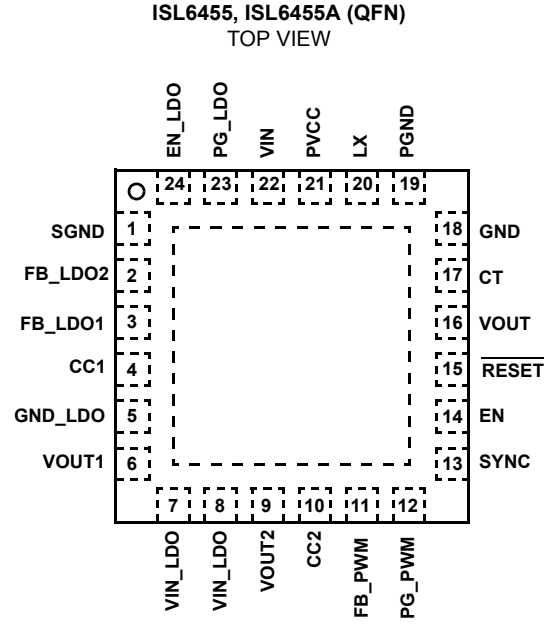 ISL6455, ISL6455A (QFN)
TOP VIEW
EN_LDO PG_LDO VIN PVCC LX PGND
24 23 22 21 20 19
SGND 1 18 GND
FB_LDO2 2 17 CT
FB_LDO1 3 16 VOUT
CC1 4 15 RESET
GND_LDO 5 14 EN
VOUT1 6 13 SYNC
7 8 9 10 11 12
VIN_LDO VIN_LDO VOUT2 CC2 FB_PWM PG_PWM